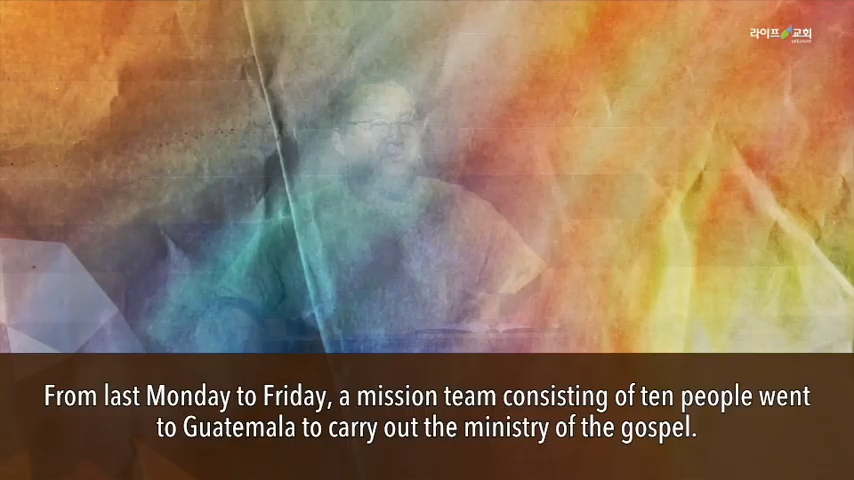 라이프교회
From last Monday to Friday, a mission team consisting of ten people went
to Guatemala to carry out the ministry of the gospel.